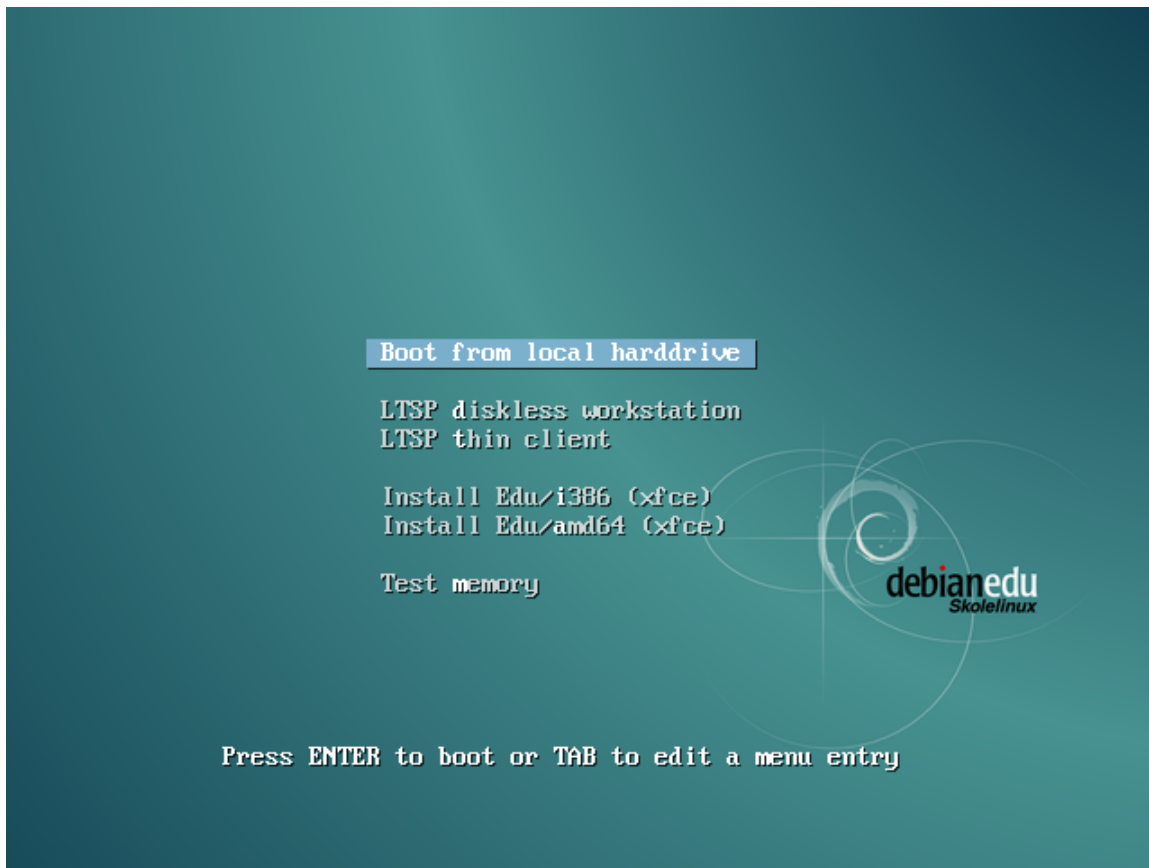 Boot from local harddrive
LTSP diskless workstation
LTSP thin client
Install Edu/i386 (xfce)
Install Edu/amd64 (xfce)
Test memory
debianedu
Skolelinux
Press ENTER to boot or TAB to edit a menu entry